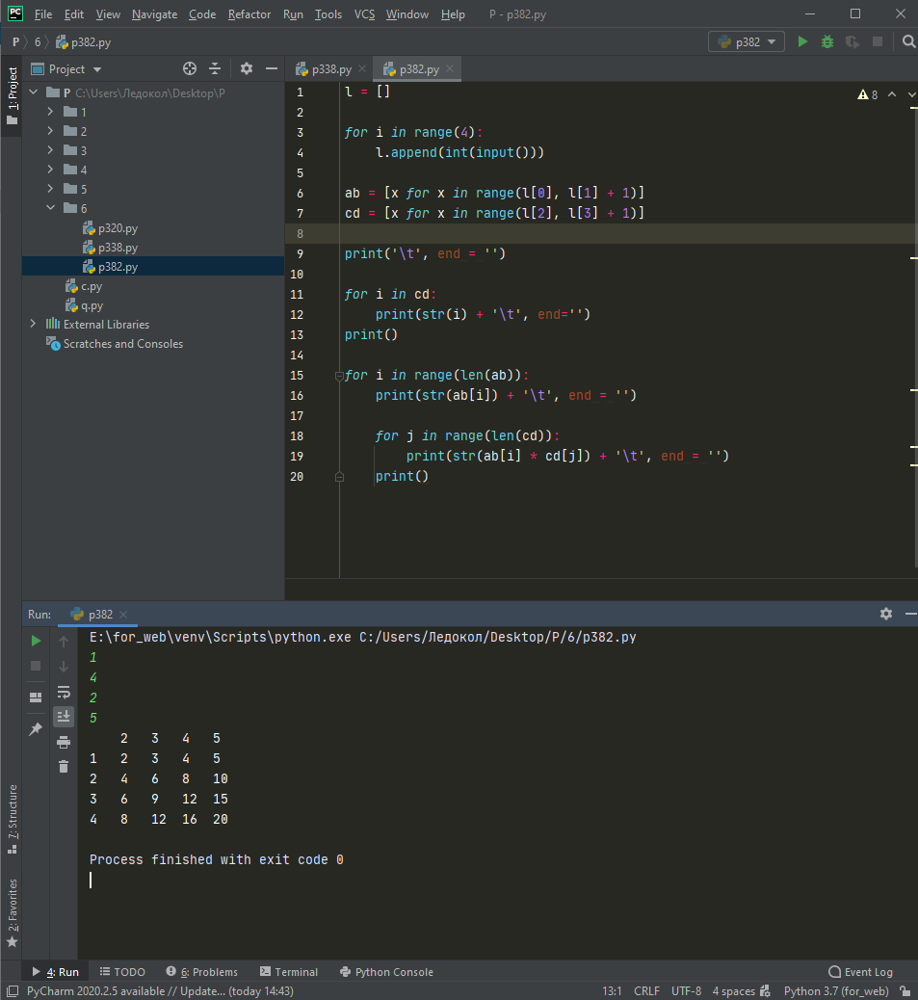 PC File Edit View Navigate Code Refactor Run Tools VCS Window Help P - p382.py
P 6 p382.py p382
Project p338.py p382.py
1: Project
P C:\Users\Ледокол\Desktop\P
1
2
3
4
5
6
p320.py
p338.py
p382.py
c.py
q.py
External Libraries
Scratches and Consoles
8
1 l = []
2
3 for i in range(4):
4     l.append(int(input()))
5
6 ab = [x for x in range(l[0], l[1] + 1)]
7 cd = [x for x in range(l[2], l[3] + 1)]
8
9 print('\t', end = '')
10
11 for i in cd:
12     print(str(i) + '\t', end='')
13 print()
14
15 for i in range(len(ab)):
16     print(str(ab[i]) + '\t', end = '')
17
18     for j in range(len(cd)):
19         print(str(ab[i] * cd[j]) + '\t', end = '')
20     print()
Run: p382
E:\for_web\venv\Scripts\python.exe C:/Users/Ледокол/Desktop/P/6/p382.py
1
4
2
5
    2   3   4   5
1   2   3   4   5
2   4   6   8   10
3   6   9   12  15
4   8   12  16  20
Process finished with exit code 0
7: Structure
2: Favorites
4: Run TODO 6: Problems Terminal Python Console Event Log
PyCharm 2020.2.5 available // Update... (today 14:43) 13:1 CRLF UTF-8 4 spaces Python 3.7 (for_web)